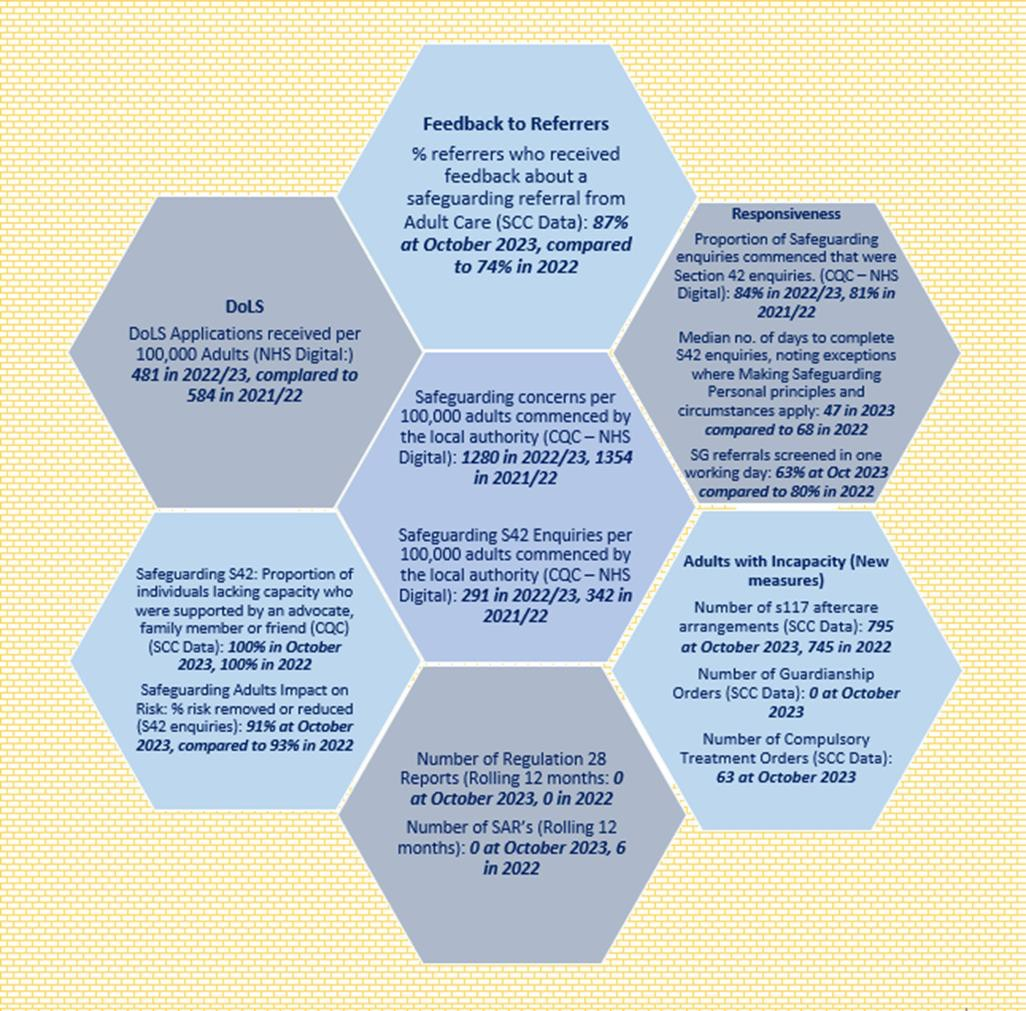 Feedback to Referrers
% referrers who received
feedback about a
safeguarding referral from
Adult Care (SCC Data): 87%
at October 2023, compared
to 74% in 2022
DoLS
DoLS Applications received per
100,000 Adults (NHS Digital:)
481 in 2022/23, complared to
584 in 2021/22
Responsiveness
Proportion of Safeguarding
enquiries commenced that were
Section 42 enquiries. (CQC – NHS
Digital): 84% in 2022/23, 81% in
2021/22
Median no. of days to complete
S42 enquiries, noting exceptions
where Making Safeguarding
Personal principles and
circumstances apply: 47 in 2023
compared to 68 in 2022
SG referrals screened in one
working day: 63% at Oct 2023
compared to 80% in 2022
Safeguarding concerns per
100,000 adults commenced by
the local authority (CQC – NHS
Digital): 1280 in 2022/23, 1354
in 2021/22
Safeguarding S42 Enquiries per
100,000 adults commenced by
the local authority (CQC – NHS
Digital): 291 in 2022/23, 342 in
2021/22
Safeguarding S42: Proportion of
individuals lacking capacity who
were supported by an advocate,
family member or friend (CQC)
(SCC Data): 100% in October
2023, 100% in 2022
Safeguarding Adults Impact on
Risk: % risk removed or reduced
(S42 enquiries): 91% at October
2023, compared to 93% in 2022
Adults with Incapacity (New
measures)
Number of s117 aftercare
arrangements (SCC Data): 795
at October 2023, 745 in 2022
Number of Guardianship
Orders (SCC Data): 0 at October
2023
Number of Compulsory
Treatment Orders (SCC Data):
63 at October 2023
Number of Regulation 28
Reports (Rolling 12 months: 0
at October 2023, 0 in 2022
Number of SAR's (Rolling 12
months): 0 at October 2023, 6
in 2022